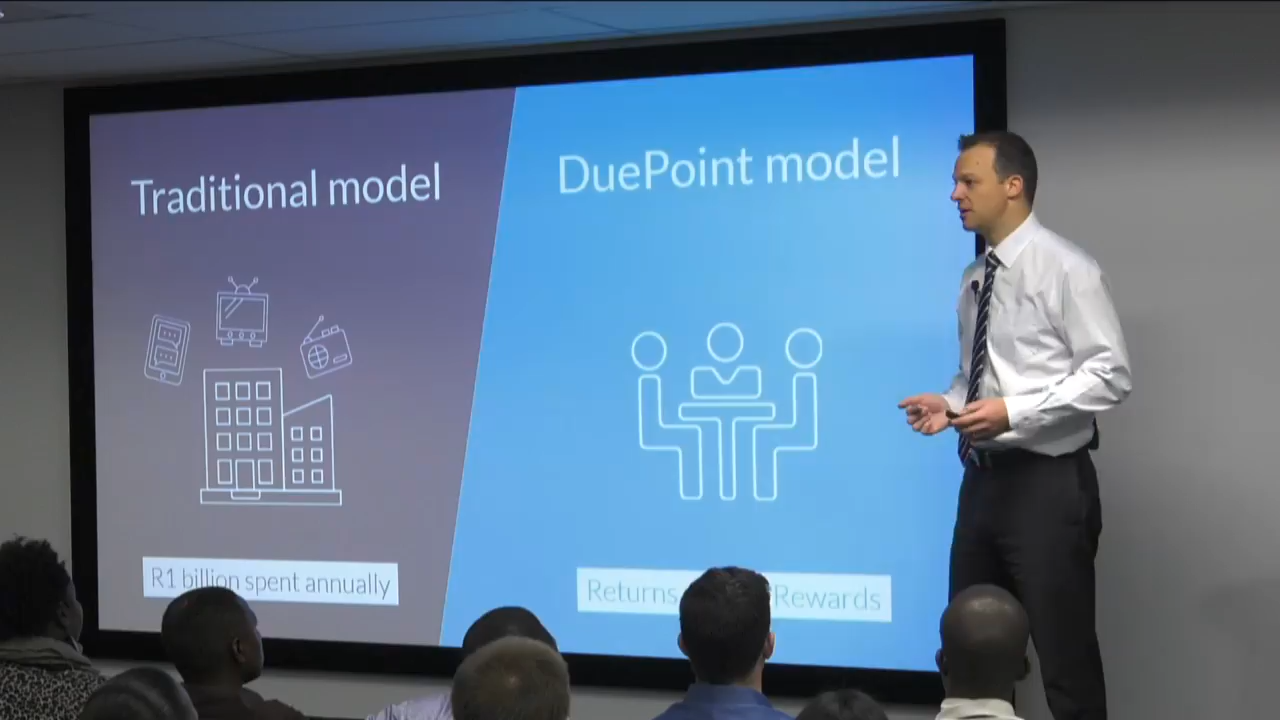 Traditional model
DuePoint model
R1 billion spent annually
Returns Rewards